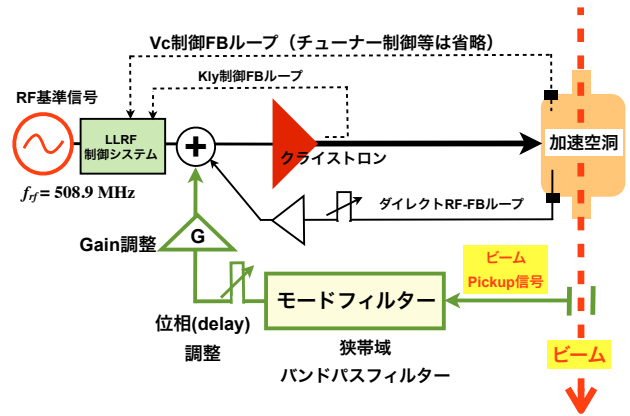 Vc制御FBループ（チューナー制御等は省略）
Kly制御FBループ
RF基準信号
LLRF
制御システム
+
クライストロン
加速空洞
f_rf = 508.9 MHz
ダイレクトRF-FBループ
G
Gain調整
ビーム
Pickup信号
モードフィルター
位相(delay)
調整
狭帯域
バンドパスフィルター
ビーム